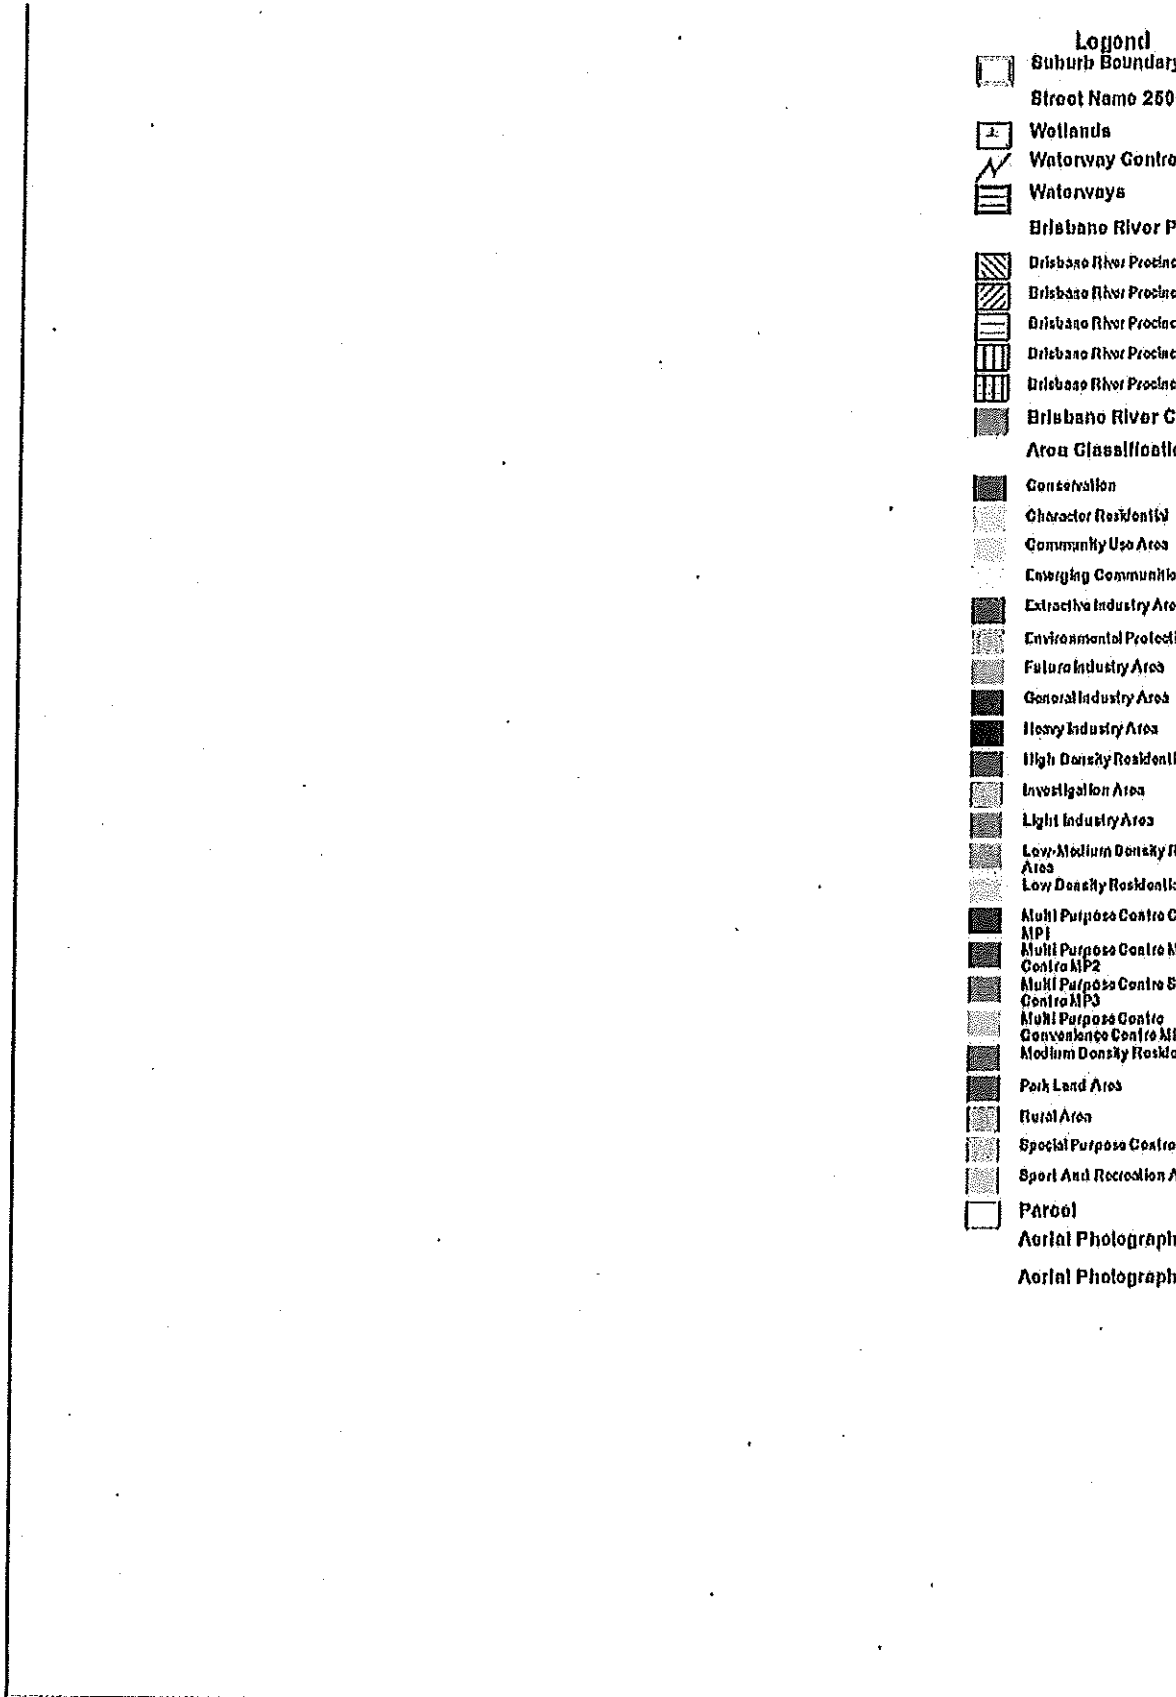 Legend
Suburb Boundary
Street Name 250
Wetlands
Waterway Corr
Waterways
Brisbane River P
Brisbane River Precinc
Brisbane River Precinc
Brisbane River Precinc
Brisbane River Precinc
Brisbane River Precinc
Brisbane River C
Area Classificatio
Conservation
Character Residential
Community Use Area
Emerging Communitie
Extractive Industry Are
Environmental Protecti
Future Industry Area
General Industry Area
Heavy Industry Area
High Density Residenti
Investigation Area
Light Industry Area
Low-Medium Density R
Area
Low Density Residentia
Multi Purpose Centre C
MP1
Multi Purpose Centre M
Centre MP2
Multi Purpose Centre S
Centre MP3
Multi Purpose Centre
Convenience Centre M
Medium Density Reside
Park Land Area
Rural Area
Special Purpose Centre
Sport And Recreation A
Parcel
Aerial Photograph
Aerial Photograph